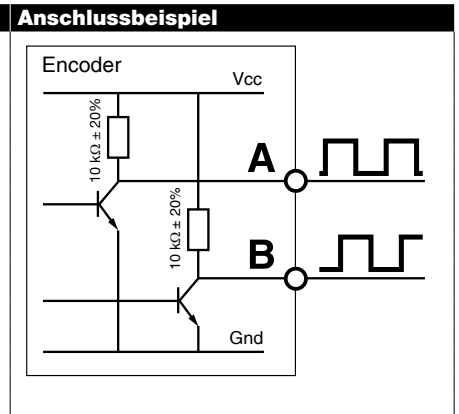 Anschlussbeispiel
Encoder
Vcc
10 kΩ ± 20%
A
10 kΩ ± 20%
B
Gnd